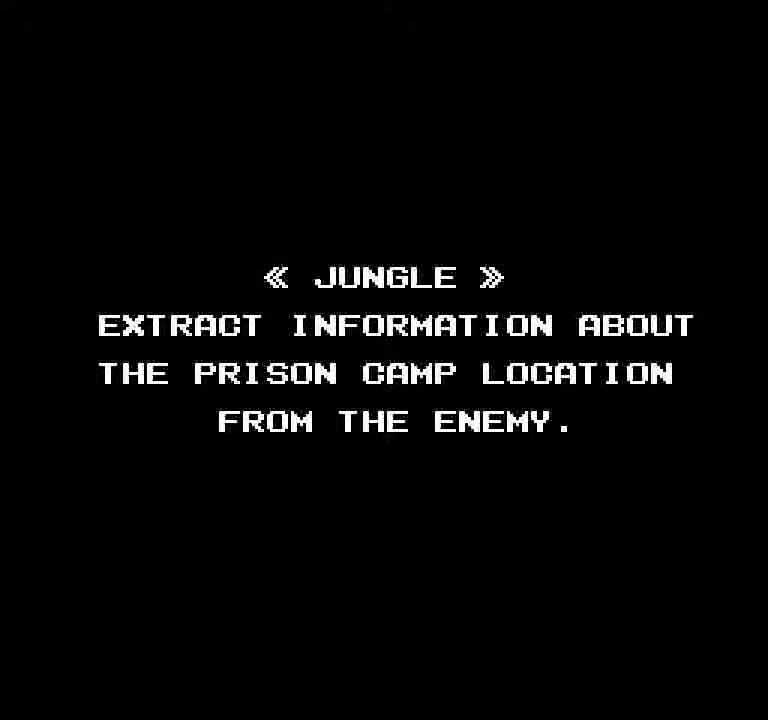 « JUNGLE »
EXTRACT INFORMATION ABOUT
THE PRISON CAMP LOCATION
FROM THE ENEMY.